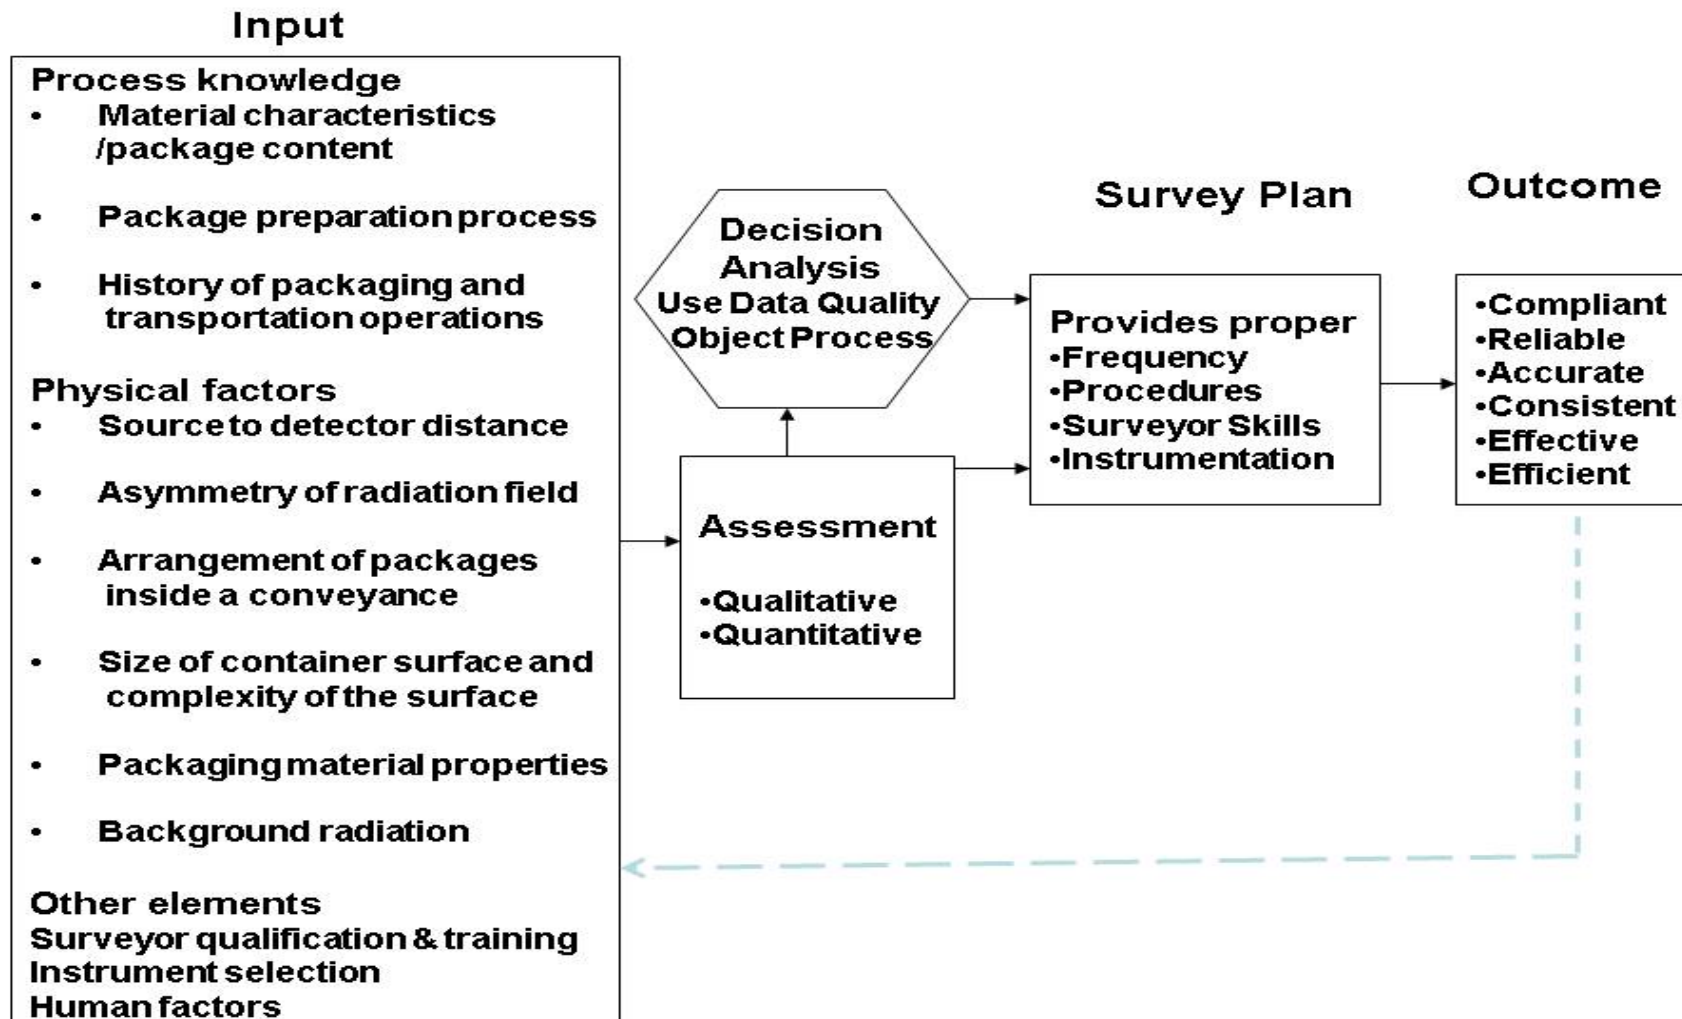 Input
Process knowledge
• Material characteristics
/package content
• Package preparation process
• History of packaging and
transportation operations
Physical factors
• Source to detector distance
• Asymmetry of radiation field
• Arrangement of packages
inside a conveyance
• Size of container surface and
complexity of the surface
• Packaging material properties
• Background radiation
Other elements
Surveyor qualification & training
Instrument selection
Human factors
Decision
Analysis
Use Data Quality
Object Process
Assessment
•Qualitative
•Quantitative
Survey Plan
Provides proper
•Frequency
•Procedures
•Surveyor Skills
•Instrumentation
Outcome
•Compliant
•Reliable
•Accurate
•Consistent
•Effective
•Efficient